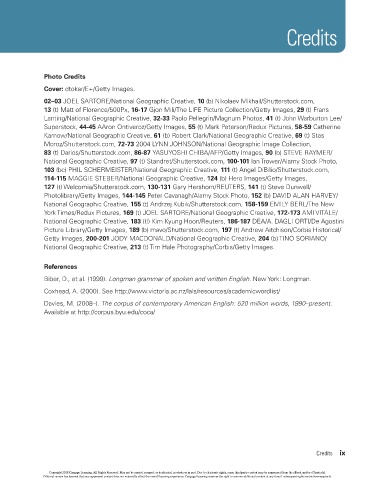 Credits
Photo Credits
Cover: ctokar/E+/Getty Images.
02–03 JOEL SARTORE/National Geographic Creative, 10 (b) Nikolaev Mikhail/Shutterstock.com,
13 (t) Matt of Florence/500Px, 16-17 Gjon Mili/The LIFE Picture Collection/Getty Images, 29 (t) Frans
Lanting/National Geographic Creative, 32-33 Paolo Pellegrin/Magnum Photos, 41 (t) John Warburton Lee/
Superstock, 44-45 AAron Ontiveroz/Getty Images, 55 (t) Mark Peterson/Redux Pictures, 58-59 Catherine
Karnow/National Geographic Creative, 61 (b) Robert Clark/National Geographic Creative, 69 (t) Stas
Moroz/Shutterstock.com, 72-73 2004 LYNN JOHNSON/National Geographic Image Collection,
83 (t) Darios/Shutterstock.com, 86-87 YASUYOSHI CHIBA/AFP/Getty Images, 90 (b) STEVE RAYMER/
National Geographic Creative, 97 (t) Standret/Shutterstock.com, 100-101 Ian Trower/Alamy Stock Photo,
103 (bc) PHIL SCHERMEISTER/National Geographic Creative, 111 (t) Angel DiBilio/Shutterstock.com,
114-115 MAGGIE STEBER/National Geographic Creative, 124 (b) Hero Images/Getty Images,
127 (t) Welcomia/Shutterstock.com, 130-131 Gary Hershorn/REUTERS, 141 (t) Steve Dunwell/
Photolibrary/Getty Images, 144-145 Peter Cavanagh/Alamy Stock Photo, 152 (b) DAVID ALAN HARVEY/
National Geographic Creative, 155 (t) Andrzej Kubik/Shutterstock.com, 158-159 EMILY BERL/The New
York Times/Redux Pictures, 169 (t) JOEL SARTORE/National Geographic Creative, 172-173 AMI VITALE/
National Geographic Creative, 183 (t) Kim Kyung Hoon/Reuters, 186-187 DEA/A. DAGLI ORTI/De Agostini
Picture Library/Getty Images, 189 (b) mavo/Shutterstock.com, 197 (t) Andrew Aitchison/Corbis Historical/
Getty Images, 200-201 JODY MACDONALD/National Geographic Creative, 204 (b) TINO SORIANO/
National Geographic Creative, 213 (t) Tim Hale Photography/Corbis/Getty Images
References
Biber, D., et al. (1999). Longman grammar of spoken and written English. New York: Longman.
Coxhead, A. (2000). See http://www.victoria.ac.nz/lals/resources/academicwordlist/
Davies, M. (2008–). The corpus of contemporary American English: 520 million words, 1990–present.
Available at http://corpus.byu.edu/coca/
Credits ix